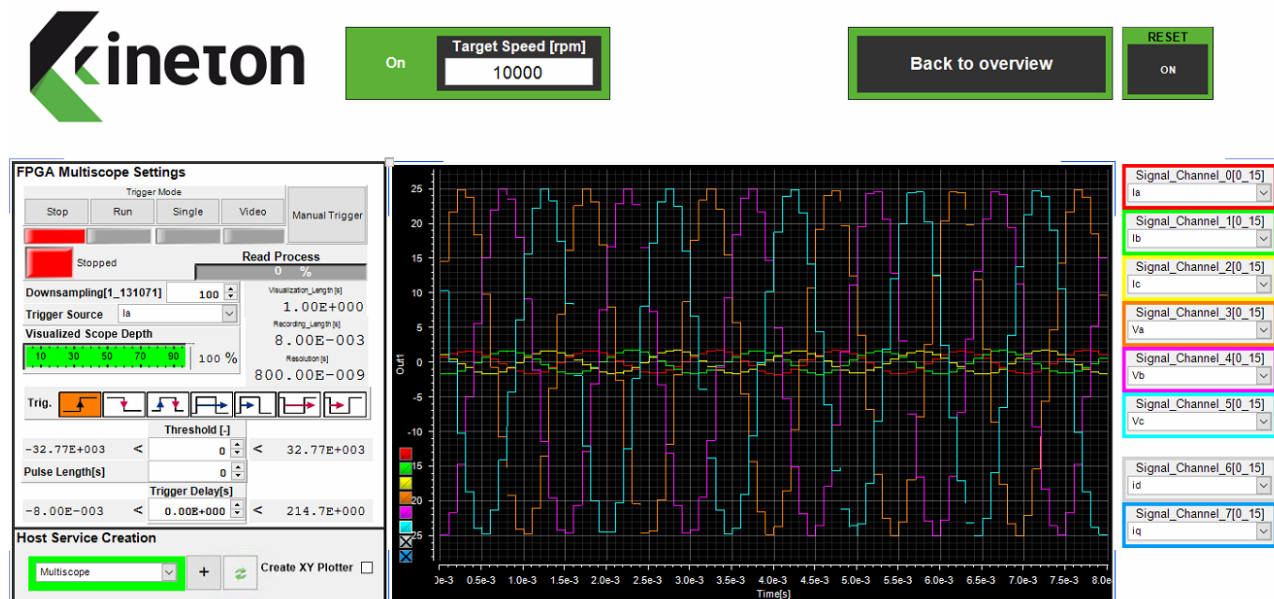 Kineton
On
Target Speed [rpm]
10000
Back to overview
RESET
ON
FPGA Multiscope Settings
Trigger Mode
Stop
Run
Single
Video
Manual Trigger
Stopped
Read Process
0 %
Downsampling[1_131071]
100
Visualization_Length [s]
1.00E+000
Trigger Source
Ia
Recording_Length [s]
8.00E-003
Visualized Scope Depth
10 30 50 70 90
100 %
Resolution [s]
800.00E-009
Trig.
Threshold [-]
-32.77E+003 < 0 < 32.77E+003
Pulse Length[s]
0
Trigger Delay[s]
-8.00E-003 < 0.00E+000 < 214.7E+000
Host Service Creation
Multiscope
+
Create XY Plotter
Out1
25
20
15
10
5
0
-5
-10
15
20
25
0.5e-3 1.0e-3 1.5e-3 2.0e-3 2.5e-3 3.0e-3 3.5e-3 4.0e-3 4.5e-3 5.0e-3 5.5e-3 6.0e-3 6.5e-3 7.0e-3 7.5e-3
Time[s]
Signal_Channel_0[0_15]
Ia
Signal_Channel_1[0_15]
Ib
Signal_Channel_2[0_15]
Ic
Signal_Channel_3[0_15]
Va
Signal_Channel_4[0_15]
Vb
Signal_Channel_5[0_15]
Vc
Signal_Channel_6[0_15]
id
Signal_Channel_7[0_15]
iq